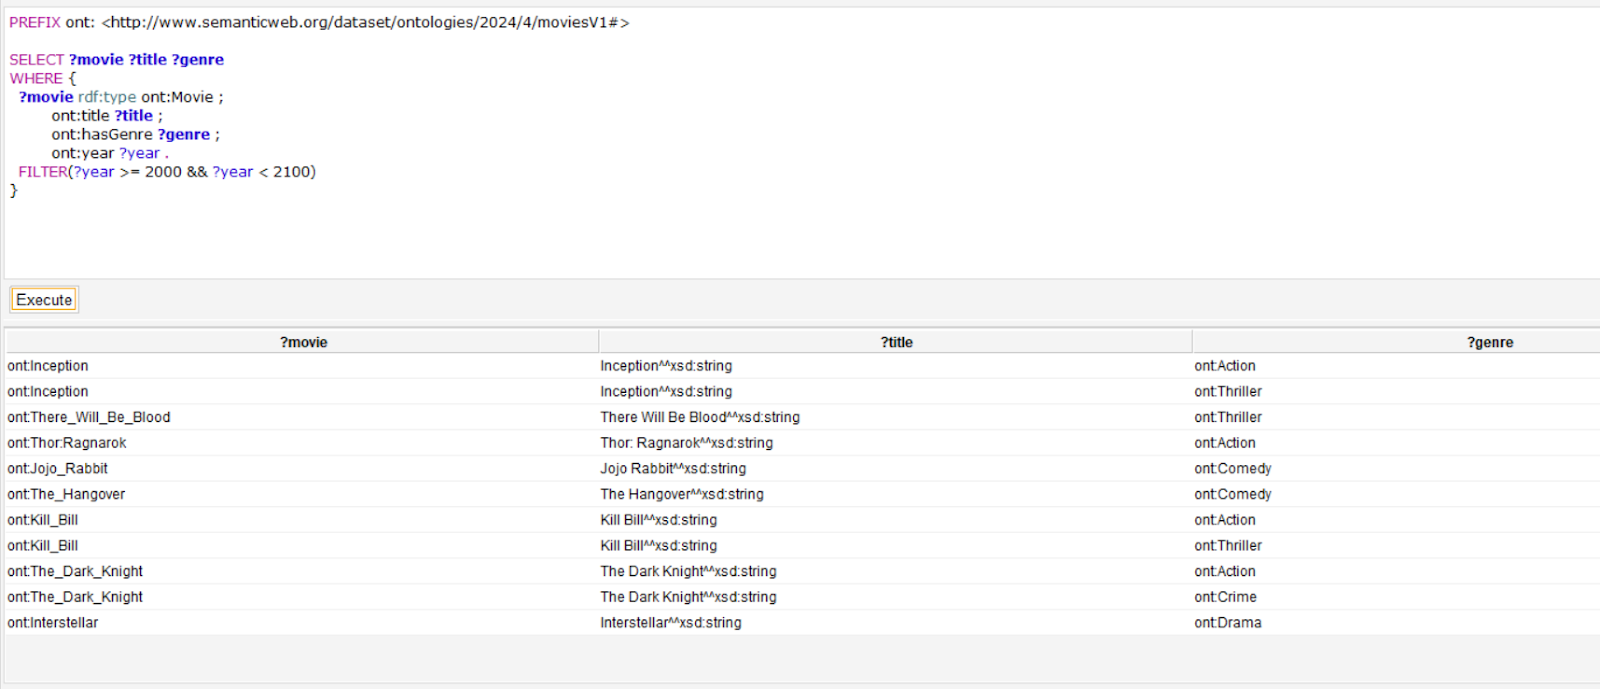 PREFIX ont: <http://www.semanticweb.org/dataset/ontologies/2024/4/moviesV1#>
SELECT ?movie ?title ?genre
WHERE {
?movie rdf:type ont:Movie ;
ont:title ?title ;
ont:hasGenre ?genre ;
ont:year ?year .
FILTER(?year >= 2000 && ?year < 2100)
}
Execute
?movie ?title ?genre
ont:Inception Inception^^xsd:string ont:Action
ont:Inception Inception^^xsd:string ont:Thriller
ont:There_Will_Be_Blood There Will Be Blood^^xsd:string ont:Thriller
ont:Thor:Ragnarok Thor: Ragnarok^^xsd:string ont:Action
ont:Jojo_Rabbit Jojo Rabbit^^xsd:string ont:Comedy
ont:The_Hangover The Hangover^^xsd:string ont:Comedy
ont:Kill_Bill Kill Bill^^xsd:string ont:Action
ont:Kill_Bill Kill Bill^^xsd:string ont:Thriller
ont:The_Dark_Knight The Dark Knight^^xsd:string ont:Action
ont:The_Dark_Knight The Dark Knight^^xsd:string ont:Crime
ont:Interstellar Interstellar^^xsd:string ont:Drama